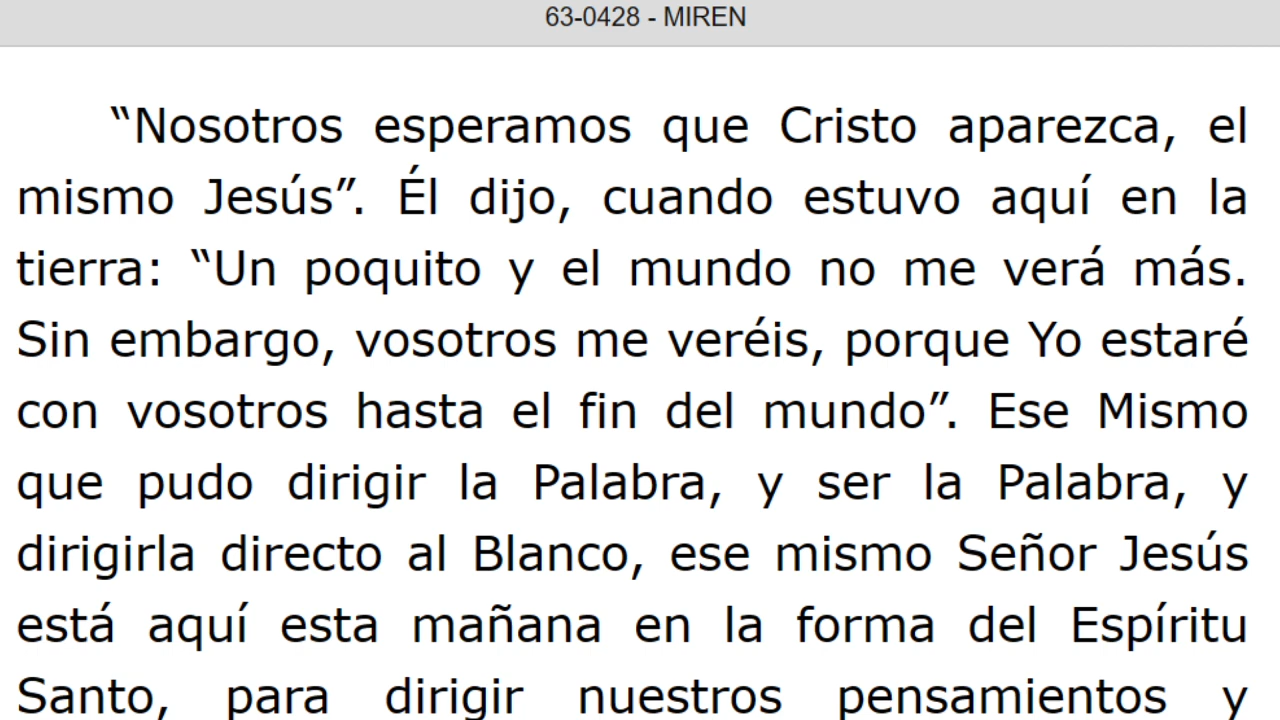 63-0428 - MIREN
“Nosotros esperamos que Cristo aparezca, el
mismo Jesús”. Él dijo, cuando estuvo aquí en la
tierra: “Un poquito y el mundo no me verá más.
Sin embargo, vosotros me veréis, porque Yo estaré
con vosotros hasta el fin del mundo”. Ese Mismo
que pudo dirigir la Palabra, y ser la Palabra, y
dirigirla directo al Blanco, ese mismo Señor Jesús
está aquí esta mañana en la forma del Espíritu
Santo, para dirigir nuestros pensamientos y